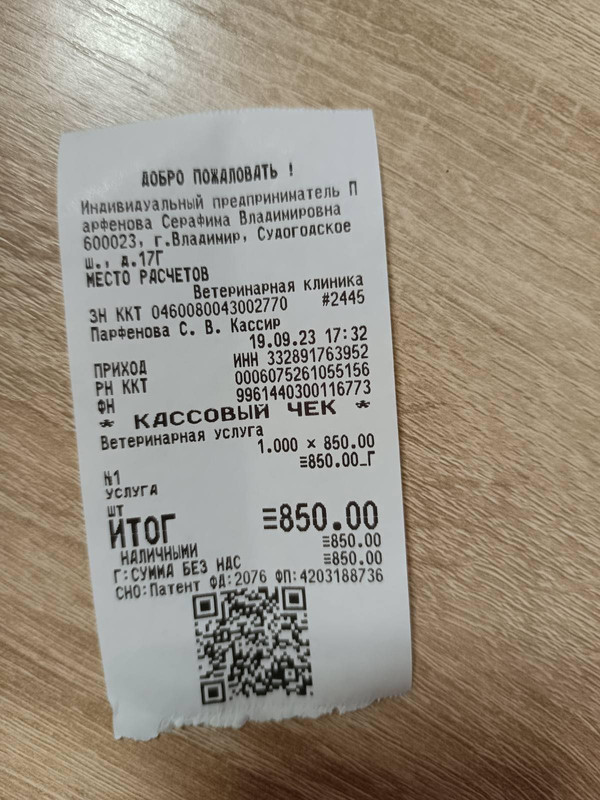 ДОБРО ПОЖАЛОВАТЬ !
Индивидуальный предприниматель П
арфенова Серафима Владимировна
600023, г.Владимир, Судогодское
ш., д.17Г
МЕСТО РАСЧЕТОВ
Ветеринарная клиника
ЗН ККТ 0460080043002770 #2445
Парфенова С. В. Кассир
19.09.23 17:32
ПРИХОД ИНН 332891763952
РН ККТ 0006075261055156
ФН 9961440300116773
* КАССОВЫЙ ЧЕК *
Ветеринарная услуга
1.000 × 850.00
≡850.00_Г
№1
УСЛУГА
шт
ИТОГ ≡850.00
НАЛИЧНЫМИ ≡850.00
Г:СУММА БЕЗ НДС ≡850.00
СНО:Патент ФД:2076 ФП:4203188736